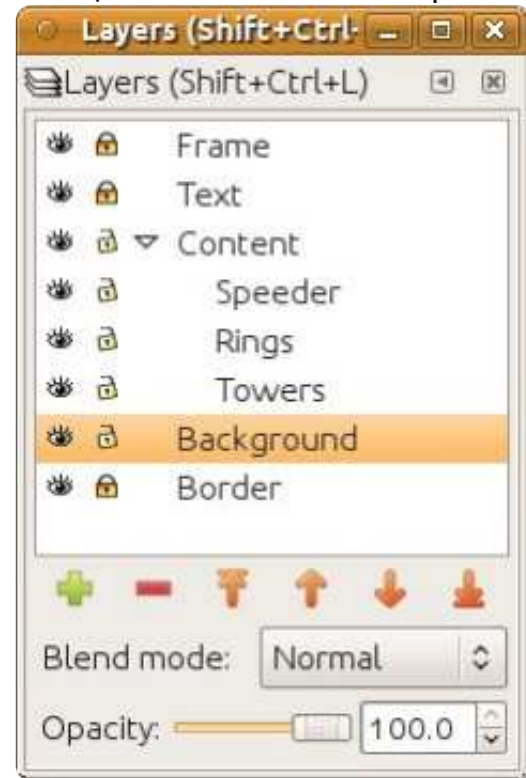 Layers (Shift+Ctrl-
Layers (Shift+Ctrl+L)
Frame
Text
Content
Speeder
Rings
Towers
Background
Border
Blend mode: Normal
Opacity: 100.0